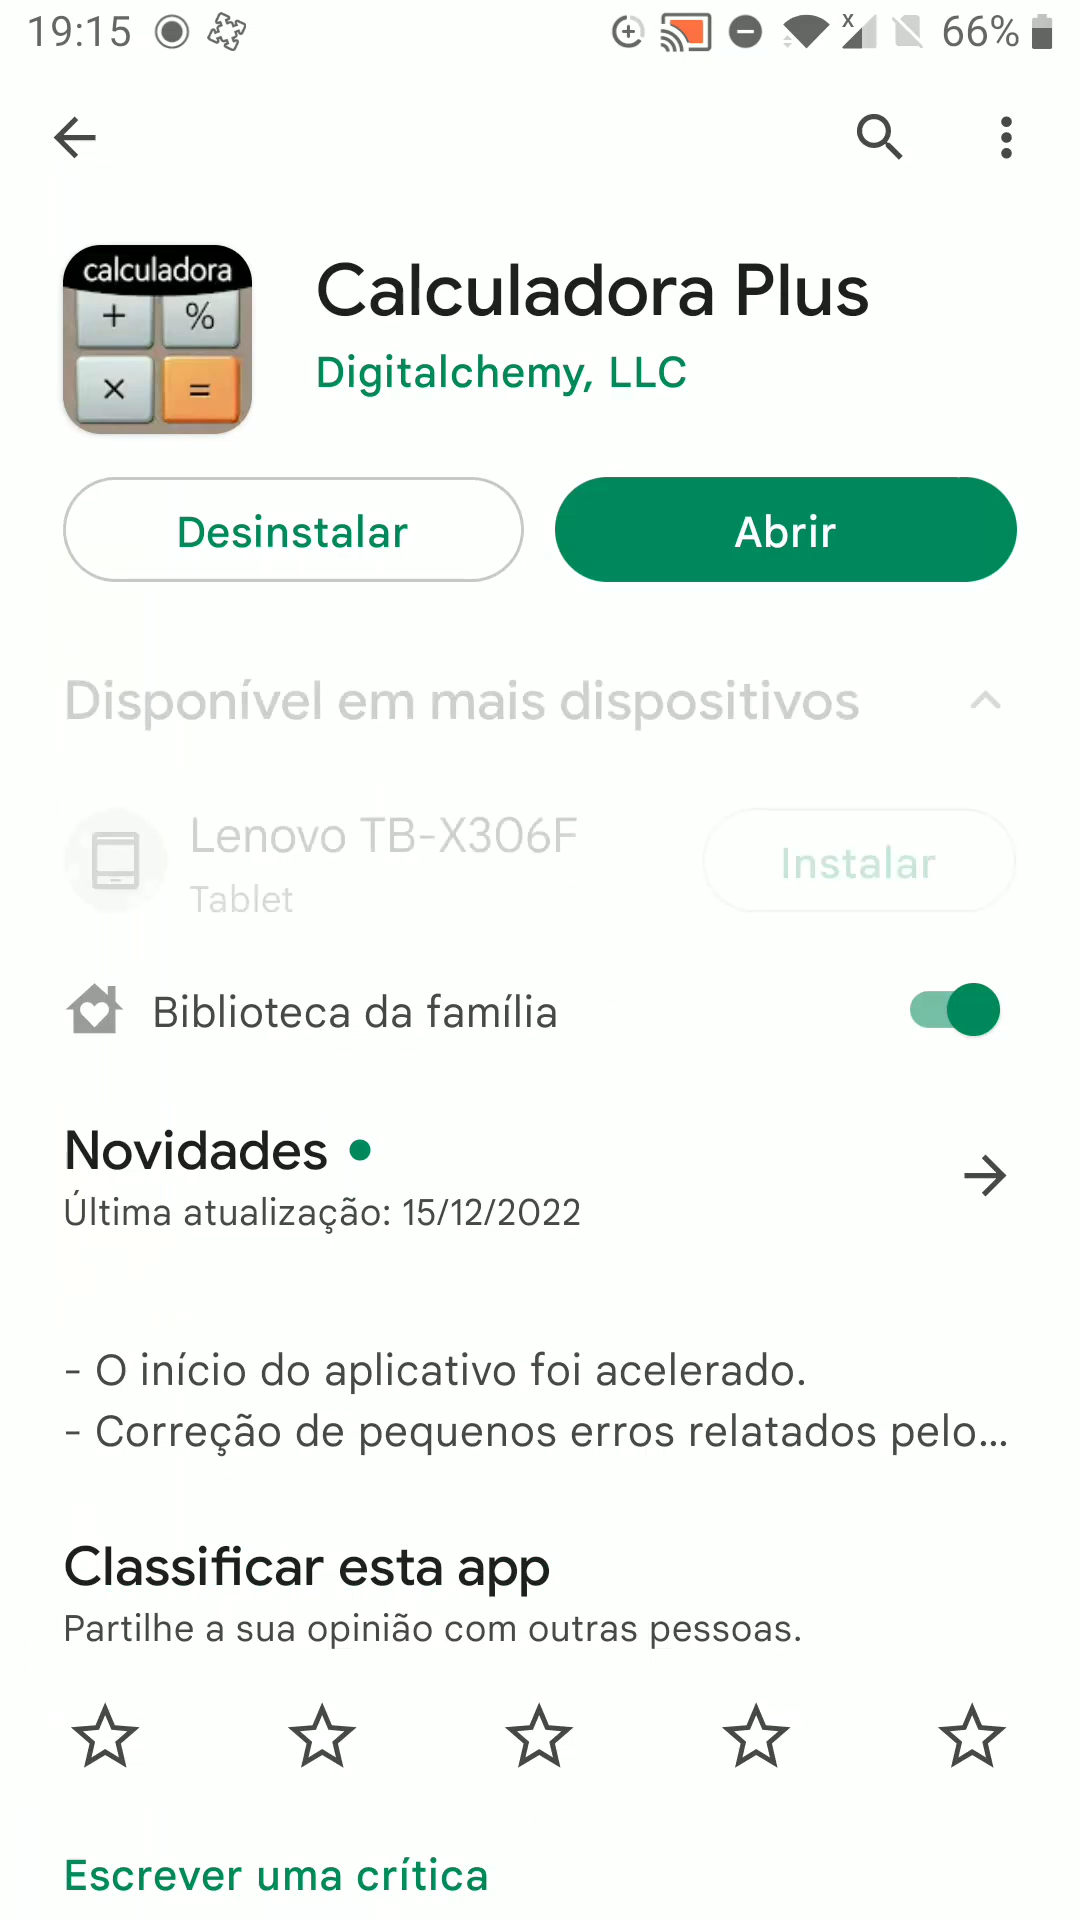 19:15
66%
calculadora
+ %
× =
Calculadora Plus
Digitalchemy, LLC
Desinstalar
Abrir
Disponível em mais dispositivos
Lenovo TB-X306F
Tablet
Instalar
Biblioteca da família
Novidades
Última atualização: 15/12/2022
- O início do aplicativo foi acelerado.
- Correção de pequenos erros relatados pelo...
Classificar esta app
Partilhe a sua opinião com outras pessoas.
Escrever uma crítica